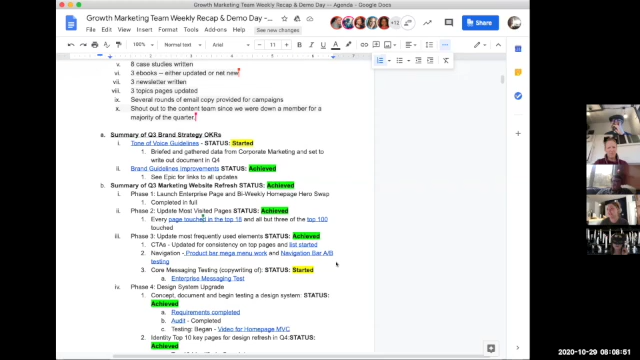 Growth Marketing Team Weekly Recap & Demo Day -
Growth Marketing Team Weekly Recap & Demo Day –– Agenda - Google Docs
File Edit View Insert Format Tools
See new changes
+12
Share
100%
Normal text
Arial
11
v. 8 case studies written
vi. 3 ebooks -- either updated or net new
vii. 3 newsletter written
viii. 3 topics pages updated
ix. Several rounds of email copy provided for campaigns
x. Shout out to the content team since we were down a member for a
majority of the quarter.
a. Summary of Q3 Brand Strategy OKRs
i. Tone of Voice Guidelines - STATUS: Started
1. Briefed and gathered data from Corporate Marketing and set to
write out document in Q4
ii. Brand Guidelines Improvements STATUS: Achieved
1. See Epic for links to all updates
b. Summary of Q3 Marketing Website Refresh STATUS: Achieved
i. Phase 1: Launch Enterprise Page and Bi-Weekly Homepage Hero Swap
1. Completed in full
ii. Phase 2: Update Most Visited Pages STATUS: Achieved
1. Every page touched in the top 18 and all but three of the top 100
touched
iii. Phase 3: Update most frequently used elements STATUS: Achieved
1. CTAs - Updated for consistency on top pages and list started
2. Navigation - Product bar mega menu work and Navigation Bar A/B
testing
3. Core Messaging Testing (copywriting of): STATUS: Started
a. Enterprise Messaging Test
iv. Phase 4: Design System Upgrade
1. Concept, document and begin testing a design system: STATUS:
Achieved
a. Requirements completed
b. Audit - Completed
c. Testing: Began - Video for Homepage MVC
2. Identify Top 10 key pages for design refresh in Q4:STATUS:
Achieved
2020-10-29 08:08:51